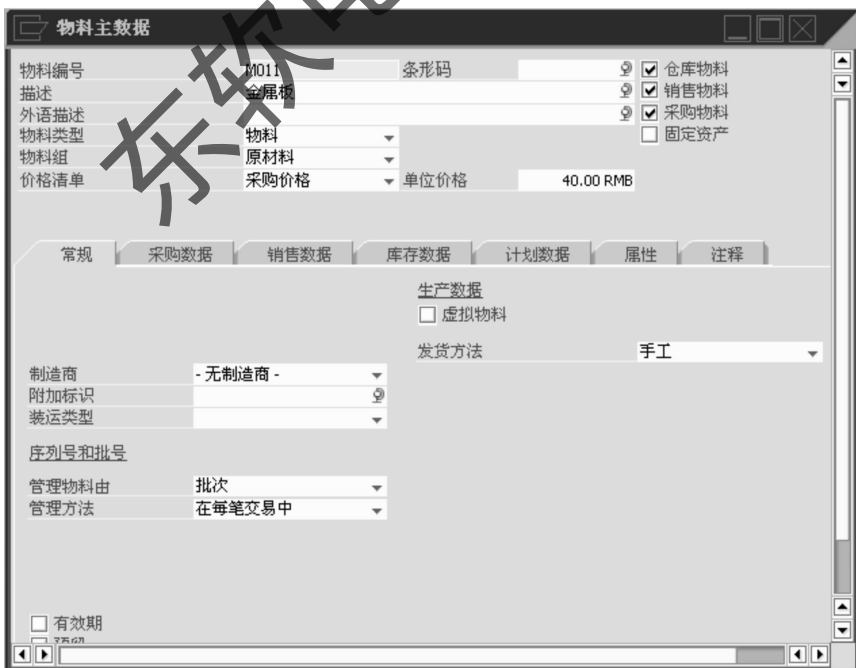 物料主数据
物料编号 M011 条形码 仓库物料
描述 金属板 销售物料
外语描述 采购物料
物料类型 物料 固定资产
物料组 原材料
价格清单 采购价格 单位价格 40.00 RMB
常规 采购数据 销售数据 库存数据 计划数据 属性 注释
生产数据
虚拟物料
发货方法 手工
制造商 - 无制造商 -
附加标识
装运类型
序列号和批号
管理物料由 批次
管理方法 在每笔交易中
有效期
东软电